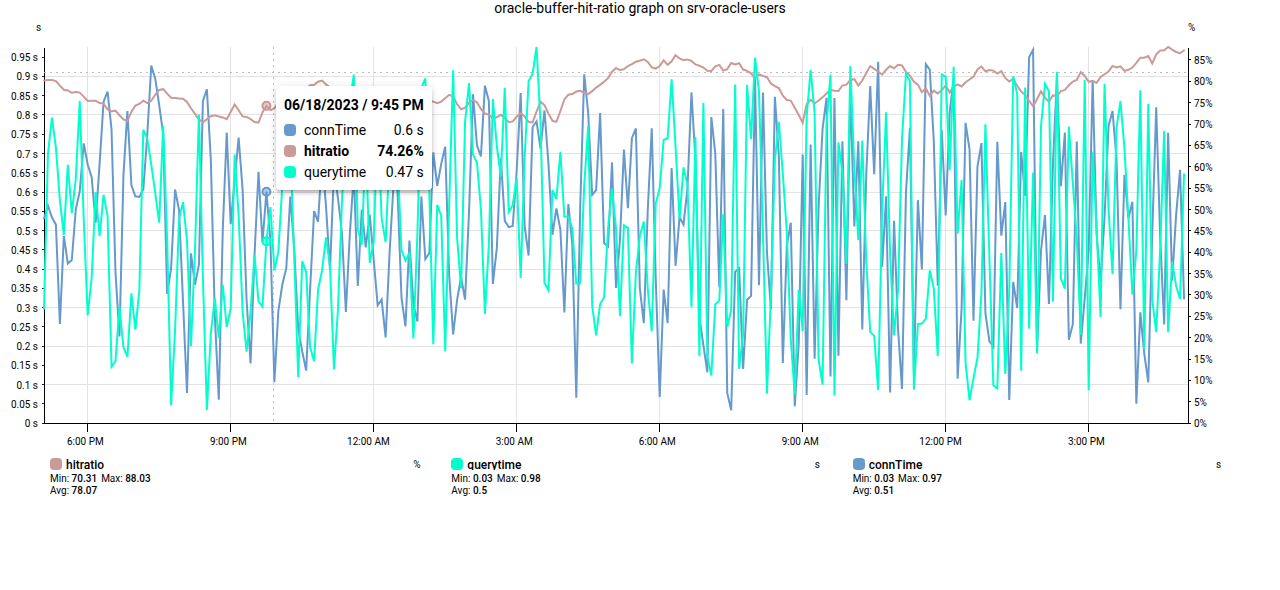 oracle-buffer-hit-ratio graph on srv-oracle-users
s %
0.95 s 85%
0.9 s 80%
0.85 s 75%
0.8 s 70%
0.75 s 65%
0.7 s 60%
0.65 s 55%
0.6 s 50%
0.55 s 45%
0.5 s 40%
0.45 s 35%
0.4 s 30%
0.35 s 25%
0.3 s 20%
0.25 s 15%
0.2 s 10%
0.15 s 5%
0.1 s 0%
0.05 s
0 s
06/18/2023 / 9:45 PM
connTime 0.6 s
hitratio 74.26%
querytime 0.47 s
6:00 PM 9:00 PM 12:00 AM 3:00 AM 6:00 AM 9:00 AM 12:00 PM 3:00 PM
hitratio % querytime s connTime s
Min: 70.31 Max: 88.03 Min: 0.03 Max: 0.98 Min: 0.03 Max: 0.97
Avg: 78.07 Avg: 0.5 Avg: 0.51